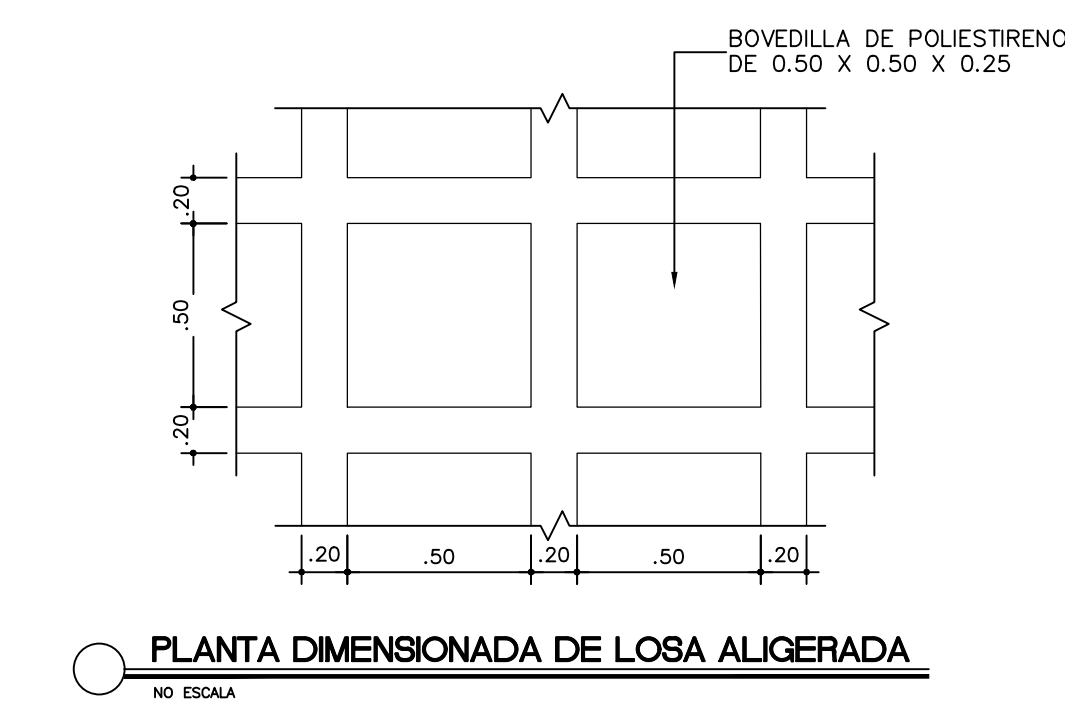 BOVEDILLA DE POLIESTIRENO
DE 0.50 X 0.50 X 0.25
.20
.50
.20
.20
.50
.20
.50
.20
PLANTA DIMENSIONADA DE LOSA ALIGERADA
NO ESCALA